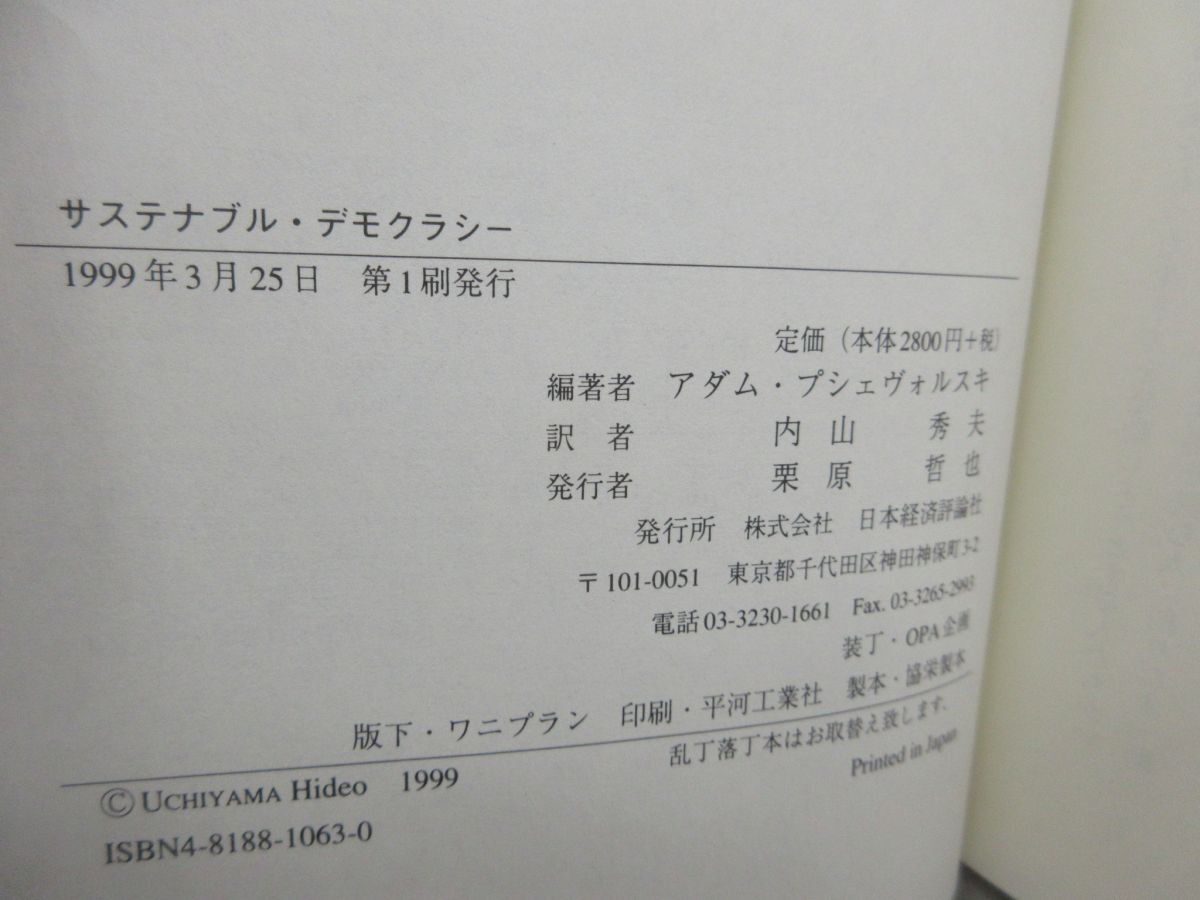 サステナブル・デモクラシー
1999年3月25日　第1刷発行
定価（本体2800円+税）
編著者　アダム・プシェヴォルスキ
訳　者　内　山　秀　夫
発行者　栗　原　哲　也
発行所　株式会社　日本経済評論社
〒101-0051　東京都千代田区神田神保町3-2
電話03-3230-1661　Fax. 03-3265-2993
装丁・OPA企画
版下・ワニプラン　印刷・平河工業社　製本・協栄製本
乱丁落丁本はお取替え致します．
Printed in Japan
© UCHIYAMA Hideo　1999
ISBN4-8188-1063-0